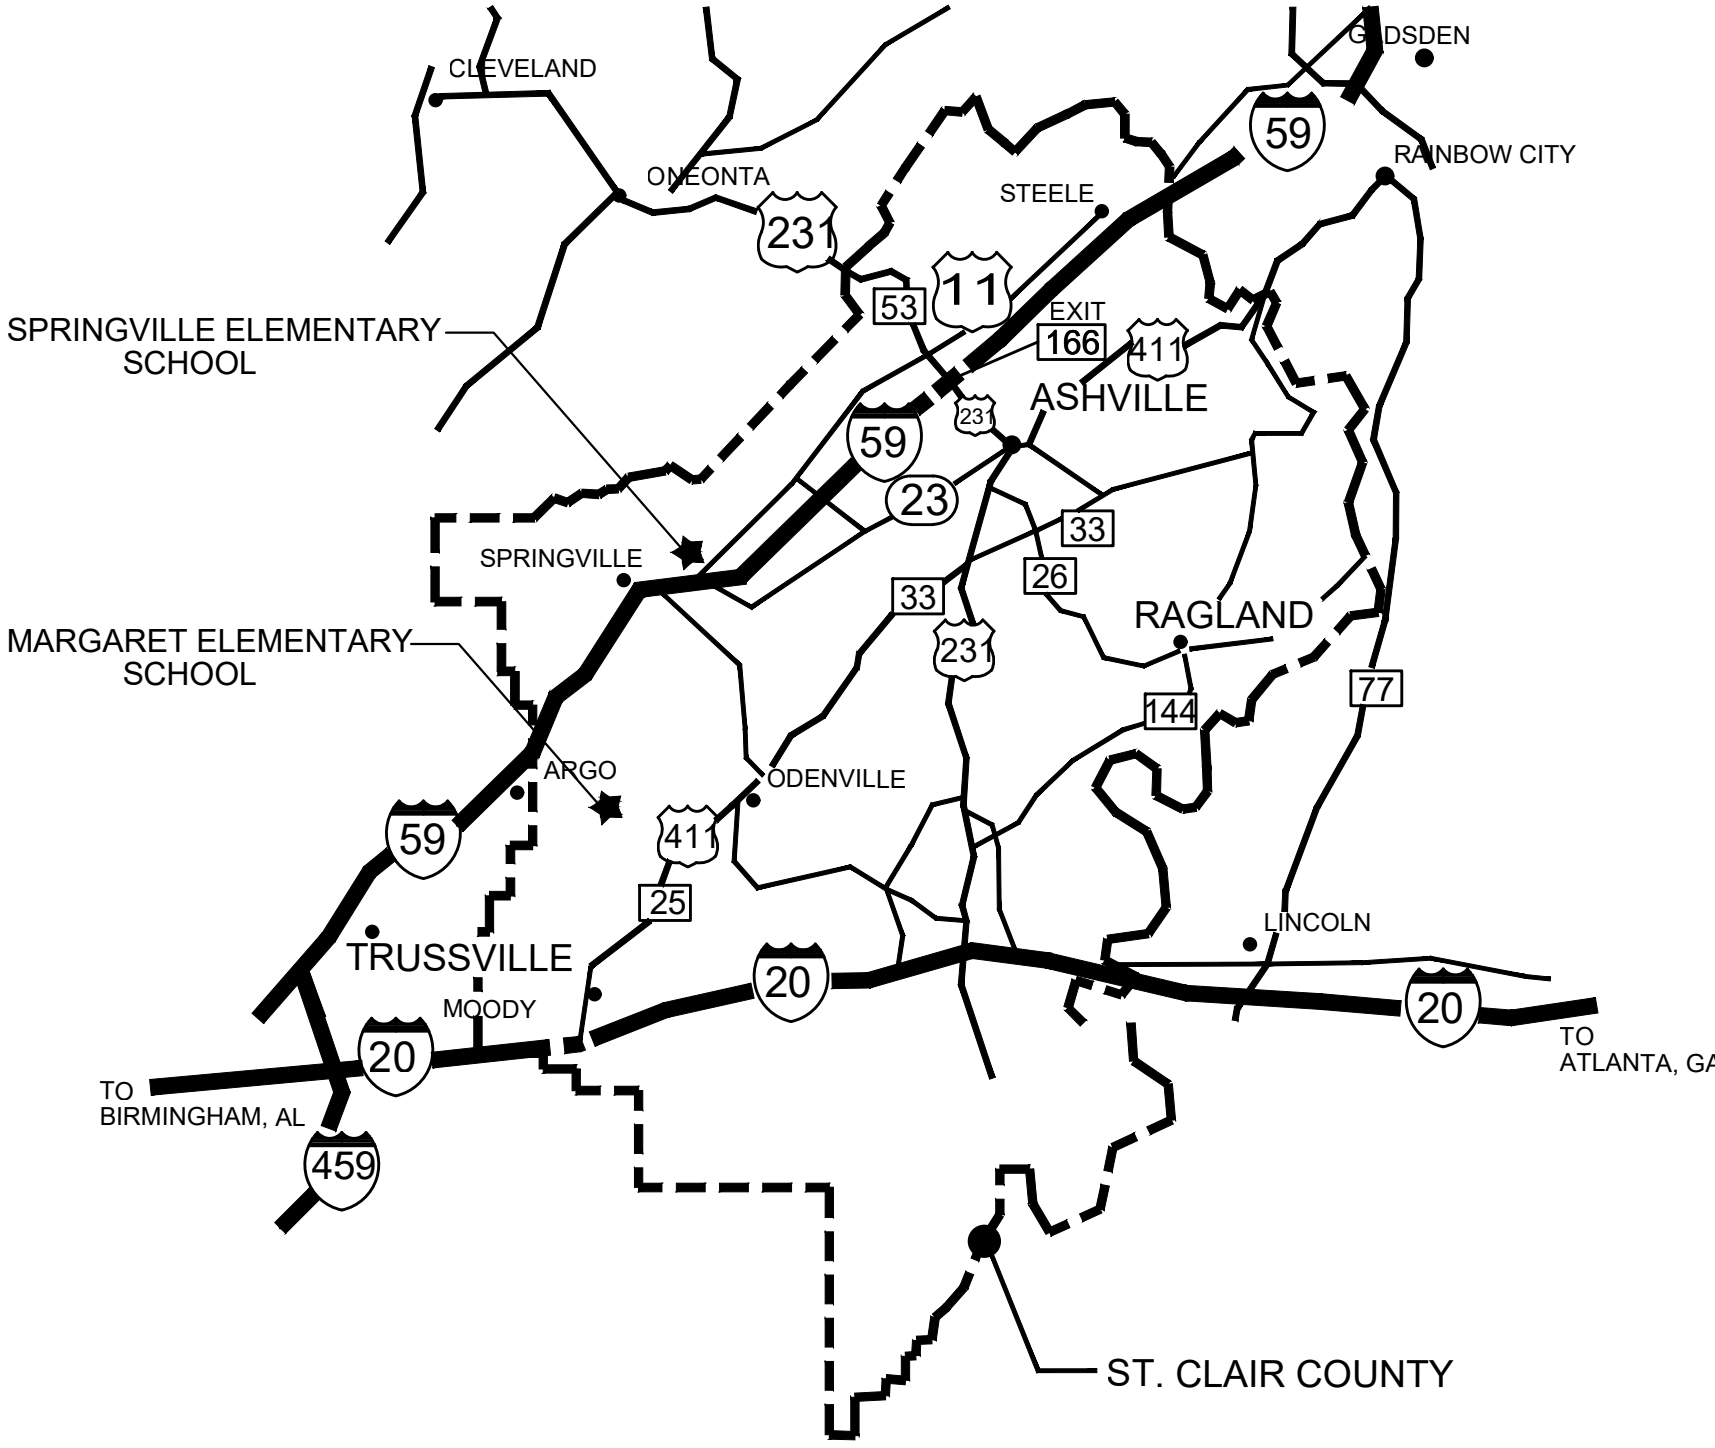 GADSDEN
CLEVELAND
59
RAINBOW CITY
ONEONTA
STEELE
231
11
53
EXIT
166
411
SPRINGVILLE ELEMENTARY
SCHOOL
ASHVILLE
231
59
23
33
SPRINGVILLE
26
33
RAGLAND
MARGARET ELEMENTARY
SCHOOL
231
77
144
ARGO
ODENVILLE
59
411
25
LINCOLN
TRUSSVILLE
20
MOODY
20
20
TO
ATLANTA, GA
TO
BIRMINGHAM, AL
459
ST. CLAIR COUNTY